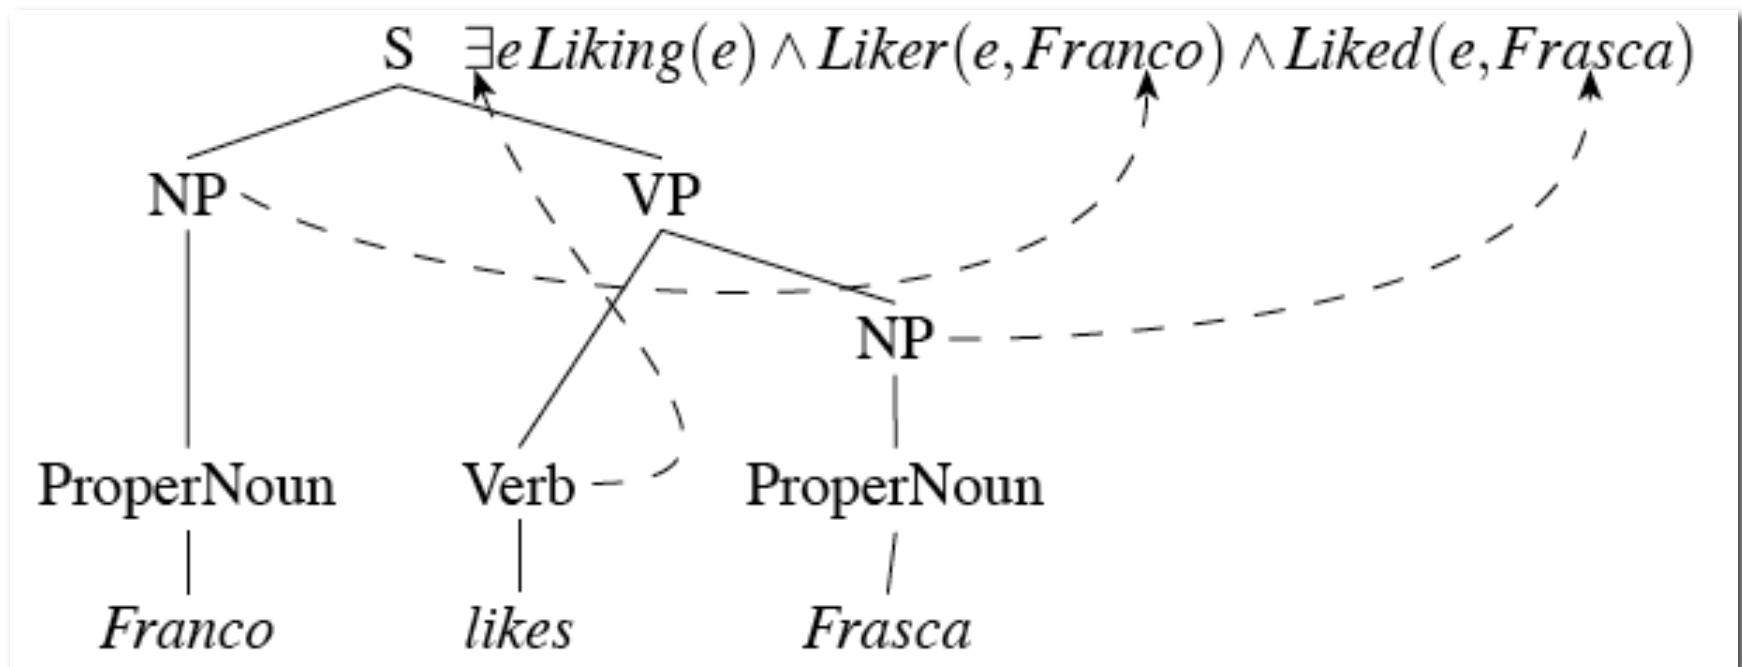 S ∃e Liking(e) ∧ Liker(e, Franco) ∧ Liked(e, Frasca)
NP VP
NP
ProperNoun Verb ProperNoun
Franco likes Frasca